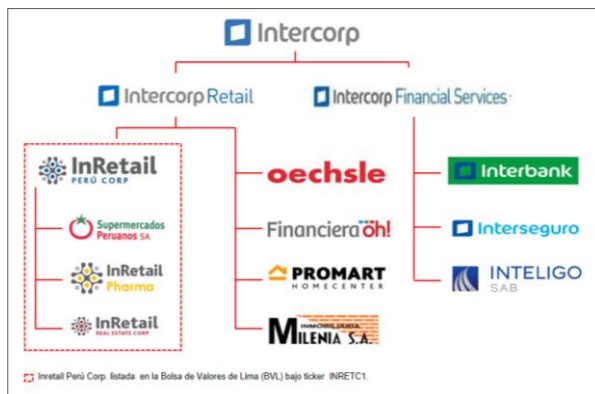 Intercorp
Intercorp Retail
Intercorp Financial Services
InRetail
PERÚ CORP
Supermercados
Peruanos SA
InRetail
Pharma
InRetail
REAL ESTATE CORP
oechsle
Financiera oh!
PROMART
HOMECENTER
INMOBILIARIA
MILENIA S.A.
Interbank
Interseguro
INTELIGO
SAB
Inretail Perú Corp. listada en la Bolsa de Valores de Lima (BVL) bajo ticker INRETC1.